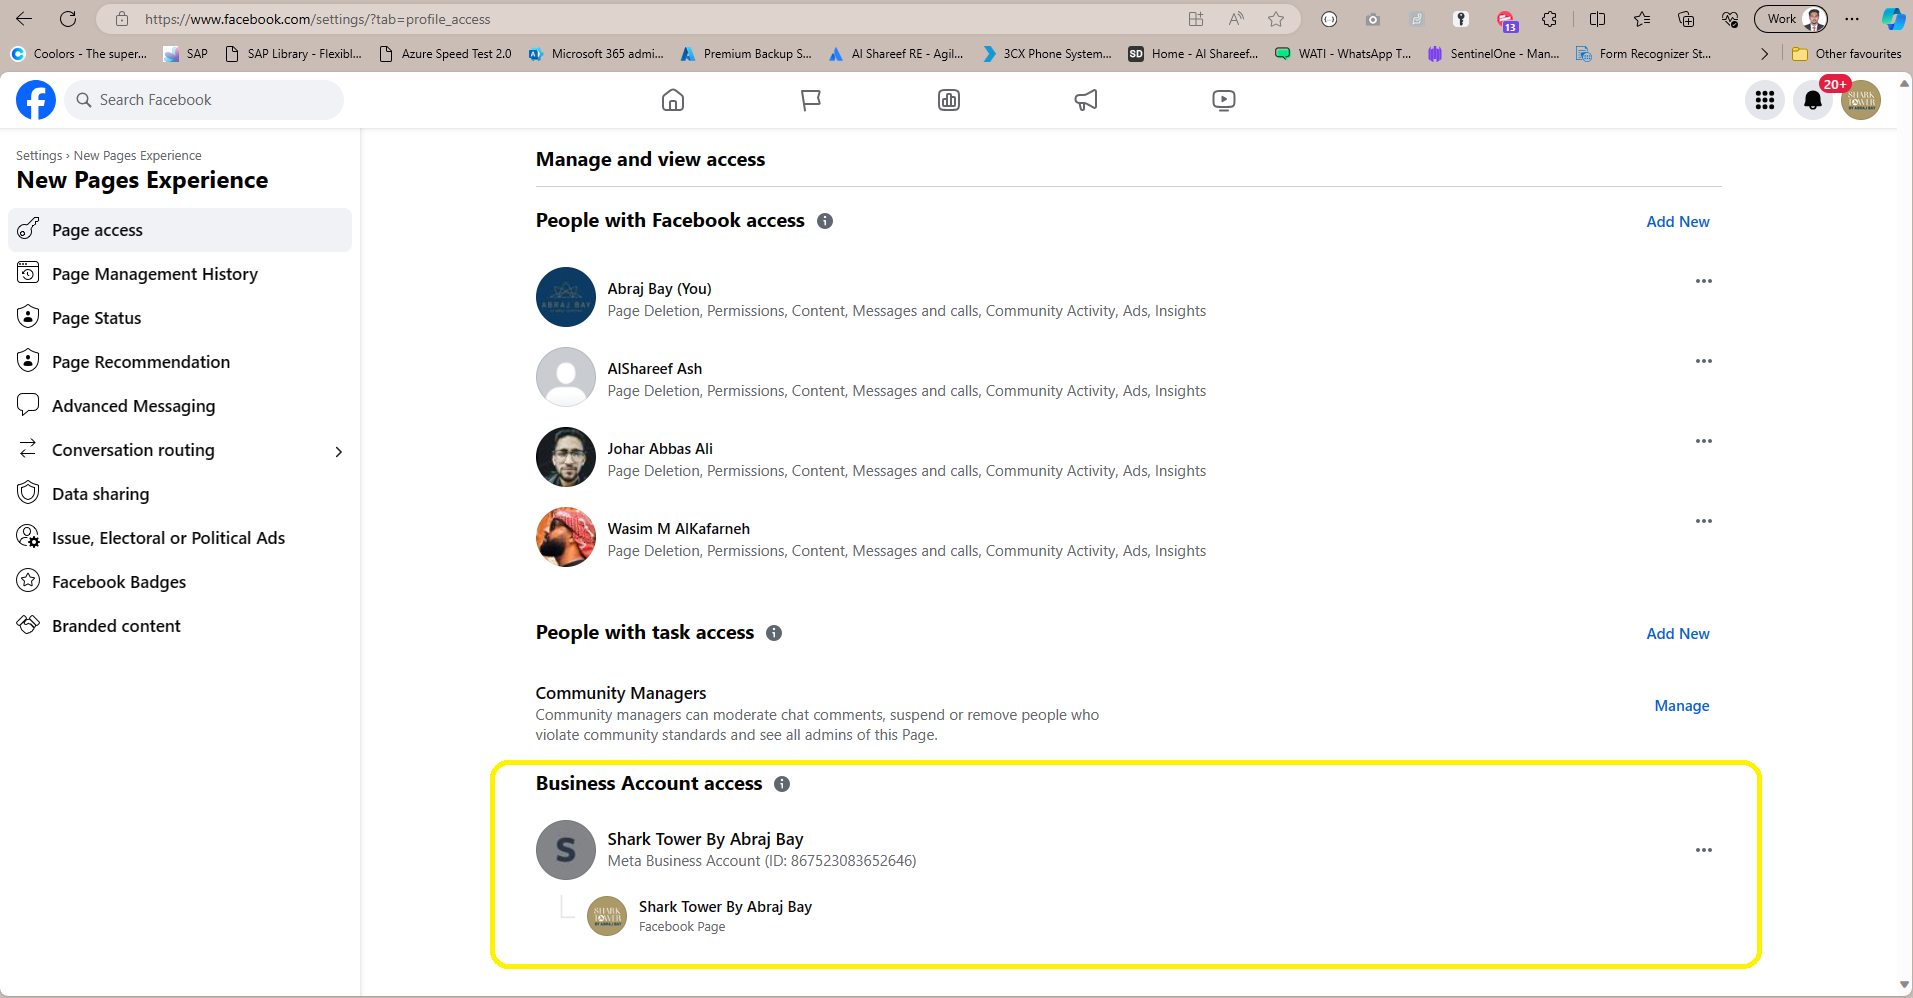 https://www.facebook.com/settings/?tab=profile_access
13
Work
Coolors - The super...
SAP
SAP Library - Flexibl...
Azure Speed Test 2.0
Microsoft 365 admi...
Premium Backup S...
Al Shareef RE - Agil...
3CX Phone System...
SD
Home - Al Shareef...
WATI - WhatsApp T...
SentinelOne - Man...
Form Recognizer St...
Other favourites
Search Facebook
20+
Settings › New Pages Experience
New Pages Experience
Page access
Page Management History
Page Status
Page Recommendation
Advanced Messaging
Conversation routing
Data sharing
Issue, Electoral or Political Ads
Facebook Badges
Branded content
Manage and view access
People with Facebook access
Add New
ABRAJ BAY
Abraj Bay (You)
Page Deletion, Permissions, Content, Messages and calls, Community Activity, Ads, Insights
AlShareef Ash
Page Deletion, Permissions, Content, Messages and calls, Community Activity, Ads, Insights
Johar Abbas Ali
Page Deletion, Permissions, Content, Messages and calls, Community Activity, Ads, Insights
Wasim M AlKafarneh
Page Deletion, Permissions, Content, Messages and calls, Community Activity, Ads, Insights
People with task access
Add New
Community Managers
Community managers can moderate chat comments, suspend or remove people who
violate community standards and see all admins of this Page.
Manage
Business Account access
S
Shark Tower By Abraj Bay
Meta Business Account (ID: 867523083652646)
SHARK
TOWER
BY ABRAJ BAY
Shark Tower By Abraj Bay
Facebook Page